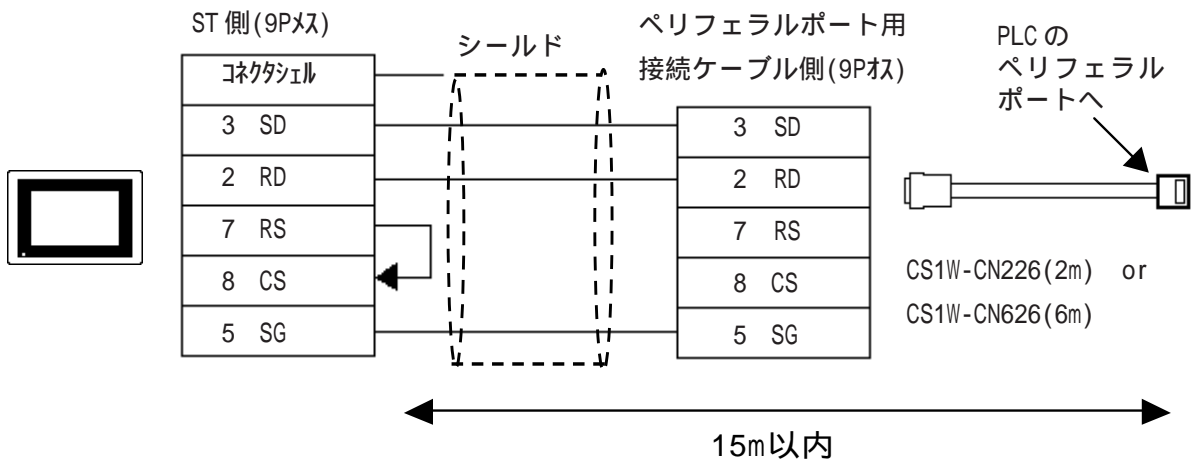 ST側(9Pﾒｽ)
ｺﾈｸﾀｼｪﾙ
3 SD
2 RD
7 RS
8 CS
5 SG
シールド
ペリフェラルポート用
接続ケーブル側(9Pｵｽ)
3 SD
2 RD
7 RS
8 CS
5 SG
PLCの
ペリフェラル
ポートへ
CS1W-CN226(2m) or
CS1W-CN626(6m)
15m以内